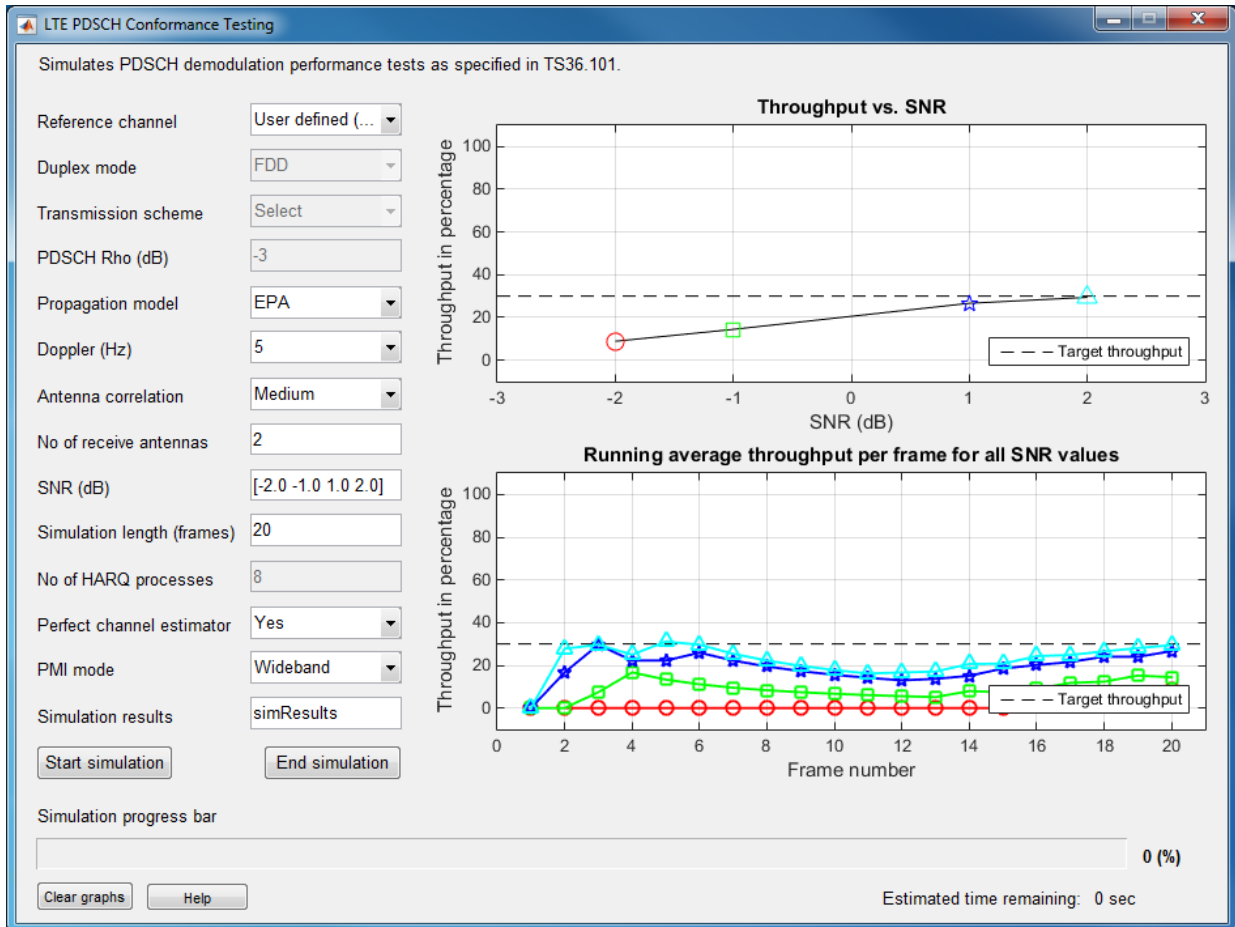 LTE PDSCH Conformance Testing
Simulates PDSCH demodulation performance tests as specified in TS36.101.
Reference channel
User defined (...
Duplex mode
FDD
Transmission scheme
Select
PDSCH Rho (dB)
-3
Propagation model
EPA
Doppler (Hz)
5
Antenna correlation
Medium
No of receive antennas
2
SNR (dB)
[-2.0 -1.0 1.0 2.0]
Simulation length (frames)
20
No of HARQ processes
8
Perfect channel estimator
Yes
PMI mode
Wideband
Simulation results
simResults
Start simulation
End simulation
Throughput vs. SNR
Throughput in percentage
100
80
60
40
20
0
Target throughput
-3 -2 -1 0 1 2 3
SNR (dB)
Running average throughput per frame for all SNR values
Throughput in percentage
100
80
60
40
20
0
Target throughput
0 2 4 6 8 10 12 14 16 18 20
Frame number
Simulation progress bar
0 (%)
Clear graphs
Help
Estimated time remaining: 0 sec